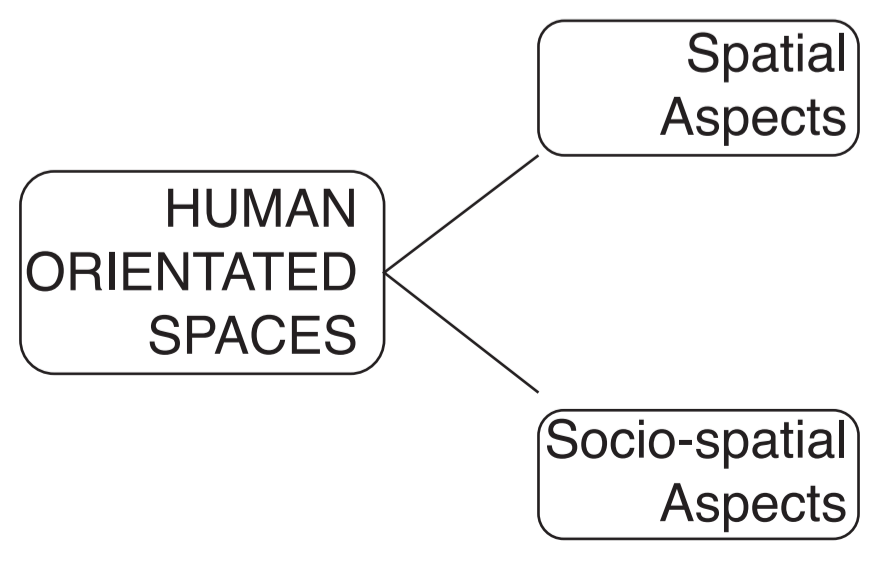 Spatial
Aspects
HUMAN
ORIENTATED
SPACES
Socio-spatial
Aspects